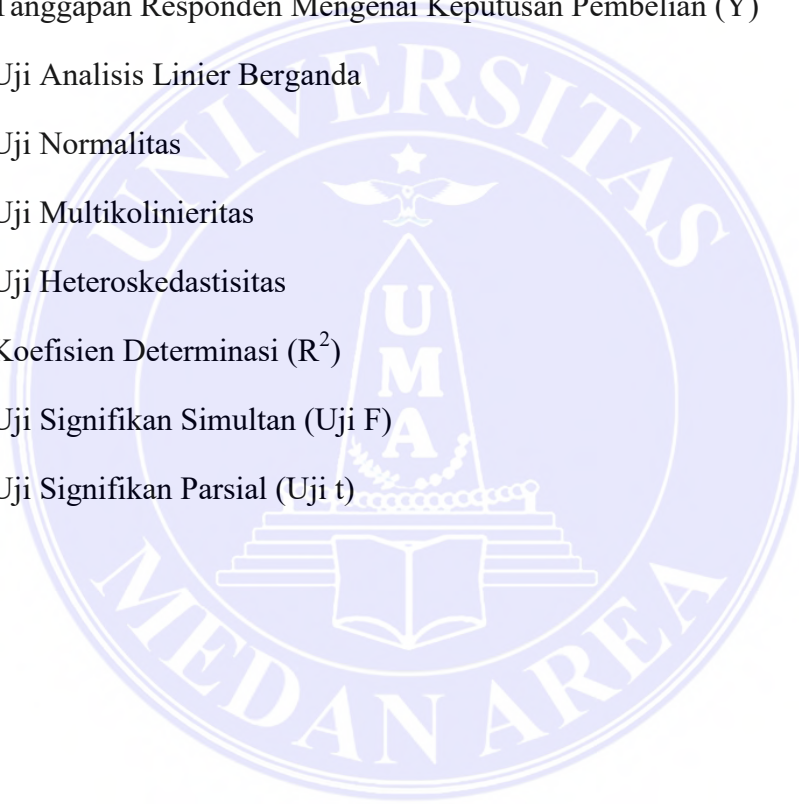 Tanggapan Responden Mengenai Keputusan Pembelian (Y)
Uji Analisis Linier Berganda
Uji Normalitas
Uji Multikolinieritas
Uji Heteroskedastisitas
Koefisien Determinasi (R²)
Uji Signifikan Simultan (Uji F)
Uji Signifikan Parsial (Uji t)
UNIVERSITAS
UMA
MEDAN AREA